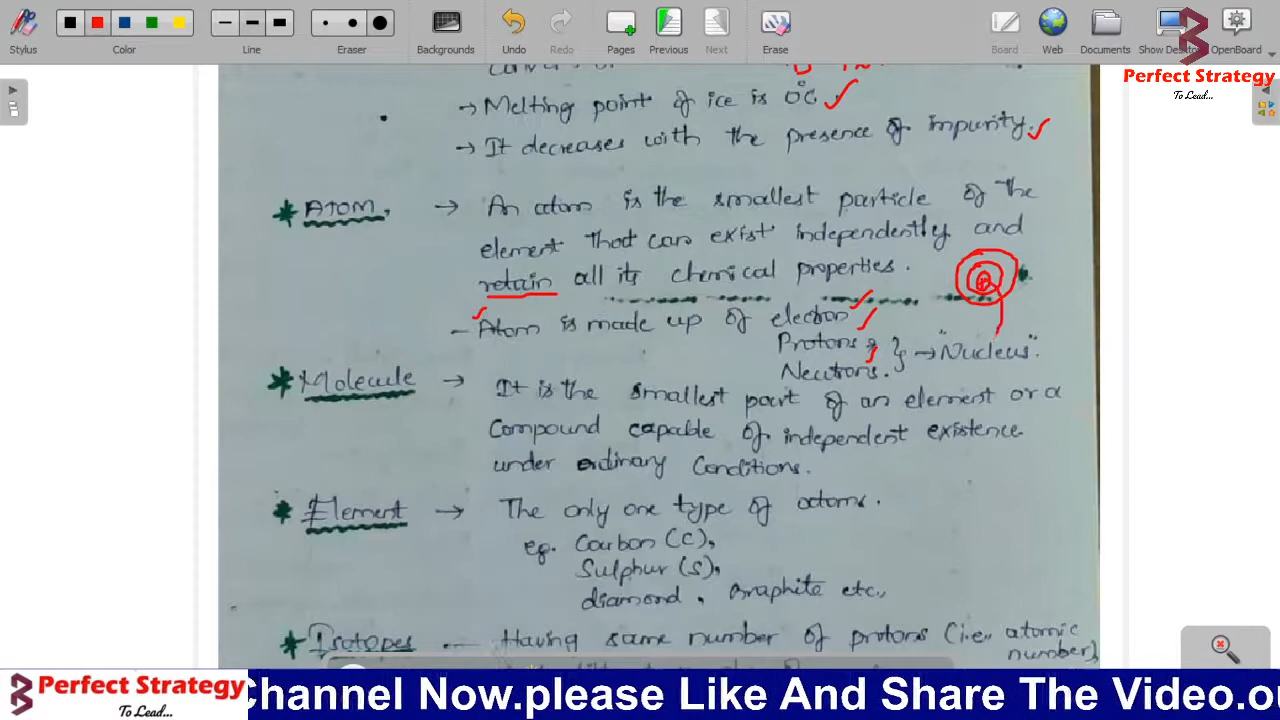 Stylus
Color
Line
Eraser
Backgrounds
Undo
Redo
Pages
Previous
Next
Erase
Board
Web
Documents
Show Desktop
OpenBoard
Perfect Strategy
To Lead...
→ Melting point of ice is 0°C.
→ It decreases with the presence of impurity.
* Atom, → An atom is the smallest particle of the
element that can exist independently and
retain all its chemical properties.
- Atom is made up of electron
Protons &
Neutrons. } → "Nucleus".
* Molecule → It is the smallest part of an element or a
Compound capable of independent existence
under ordinary Conditions.
* Element → The only one type of atoms.
eg. Carbon (C),
Sulphur (S),
diamond, Graphite etc.,
* Isotopes — Having same number of protons (i.e., atomic
number),
Perfect Strategy
To Lead...
Channel Now.please Like And Share The Video.